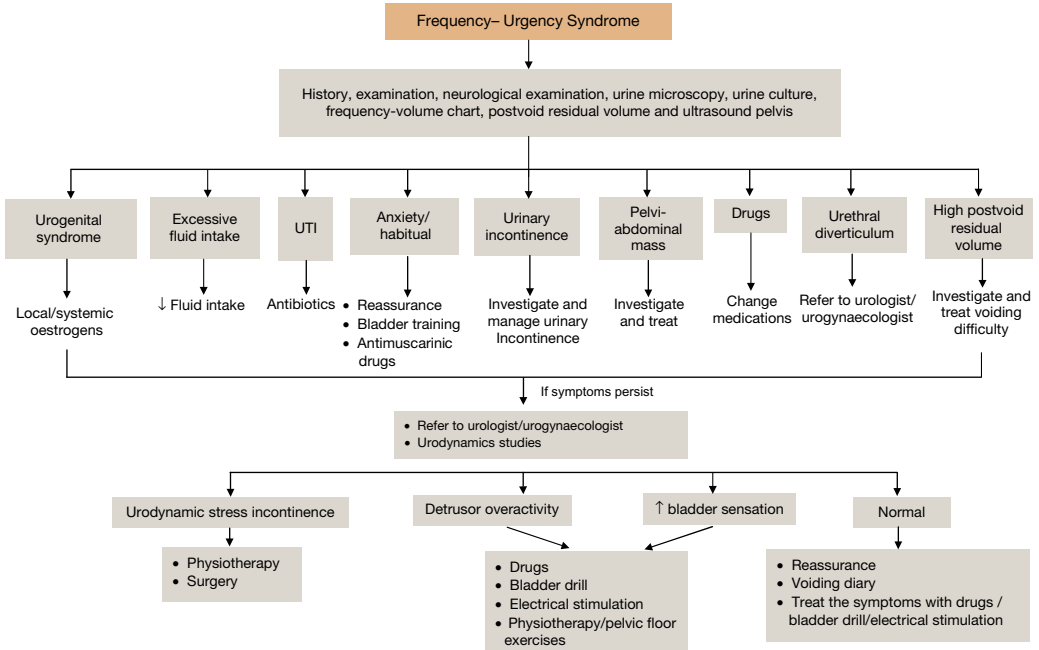 Frequency– Urgency Syndrome
History, examination, neurological examination, urine microscopy, urine culture,
frequency-volume chart, postvoid residual volume and ultrasound pelvis
Urogenital
syndrome
Excessive
fluid intake
UTI
Anxiety/
habitual
Urinary
incontinence
Pelvi-
abdominal
mass
Drugs
Urethral
diverticulum
High postvoid
residual
volume
Local/systemic
oestrogens
↓ Fluid intake
Antibiotics
• Reassurance
• Bladder training
• Antimuscarinic
drugs
Investigate and
manage urinary
Incontinence
Investigate
and treat
Change
medications
Refer to urologist/
urogynaecologist
Investigate and
treat voiding
difficulty
If symptoms persist
• Refer to urologist/urogynaecologist
• Urodynamics studies
Urodynamic stress incontinence
Detrusor overactivity
↑ bladder sensation
Normal
• Physiotherapy
• Surgery
• Drugs
• Bladder drill
• Electrical stimulation
• Physiotherapy/pelvic floor
exercises
• Reassurance
• Voiding diary
• Treat the symptoms with drugs /
bladder drill/electrical stimulation